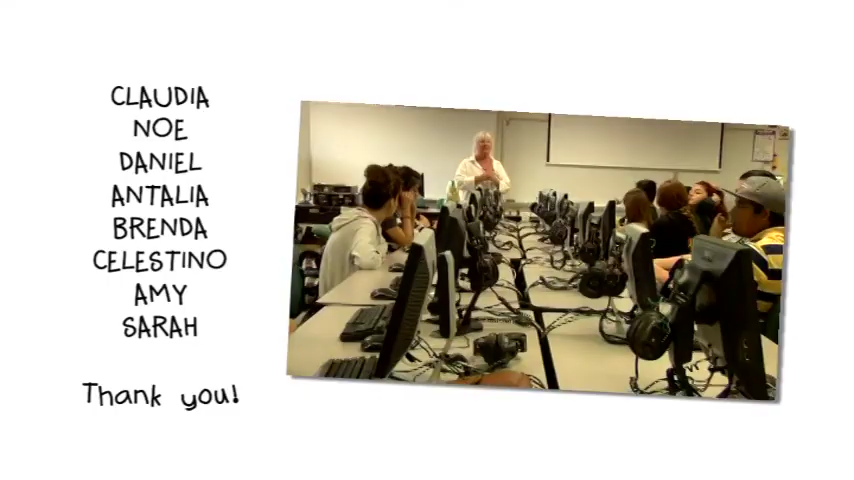 CLAUDIA
NOE
DANIEL
ANTALIA
BRENDA
CELESTINO
AMY
SARAH
Thank you!